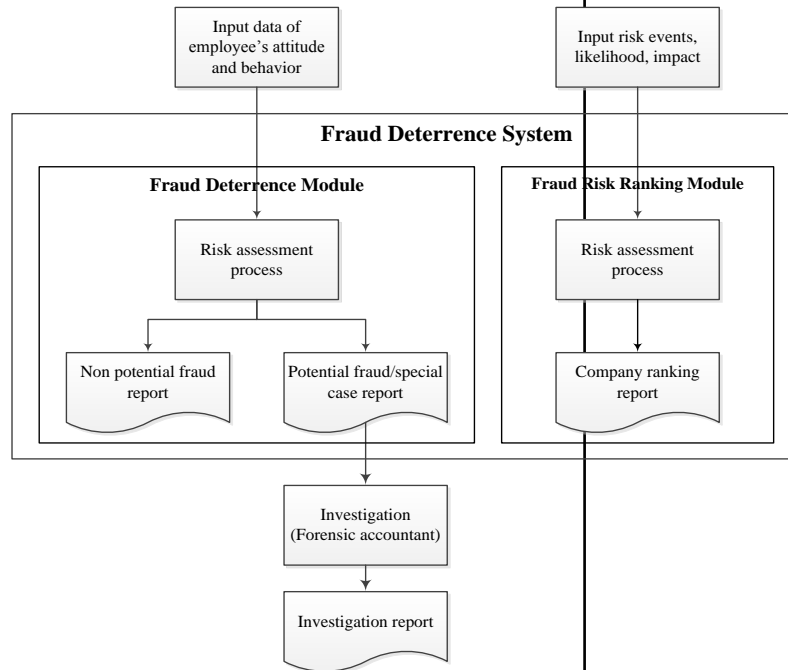 Input data of
employee's attitude
and behavior
Input risk events,
likelihood, impact
Fraud Deterrence System
Fraud Deterrence Module
Fraud Risk Ranking Module
Risk assessment
process
Risk assessment
process
Non potential fraud
report
Potential fraud/special
case report
Company ranking
report
Investigation
(Forensic accountant)
Investigation report